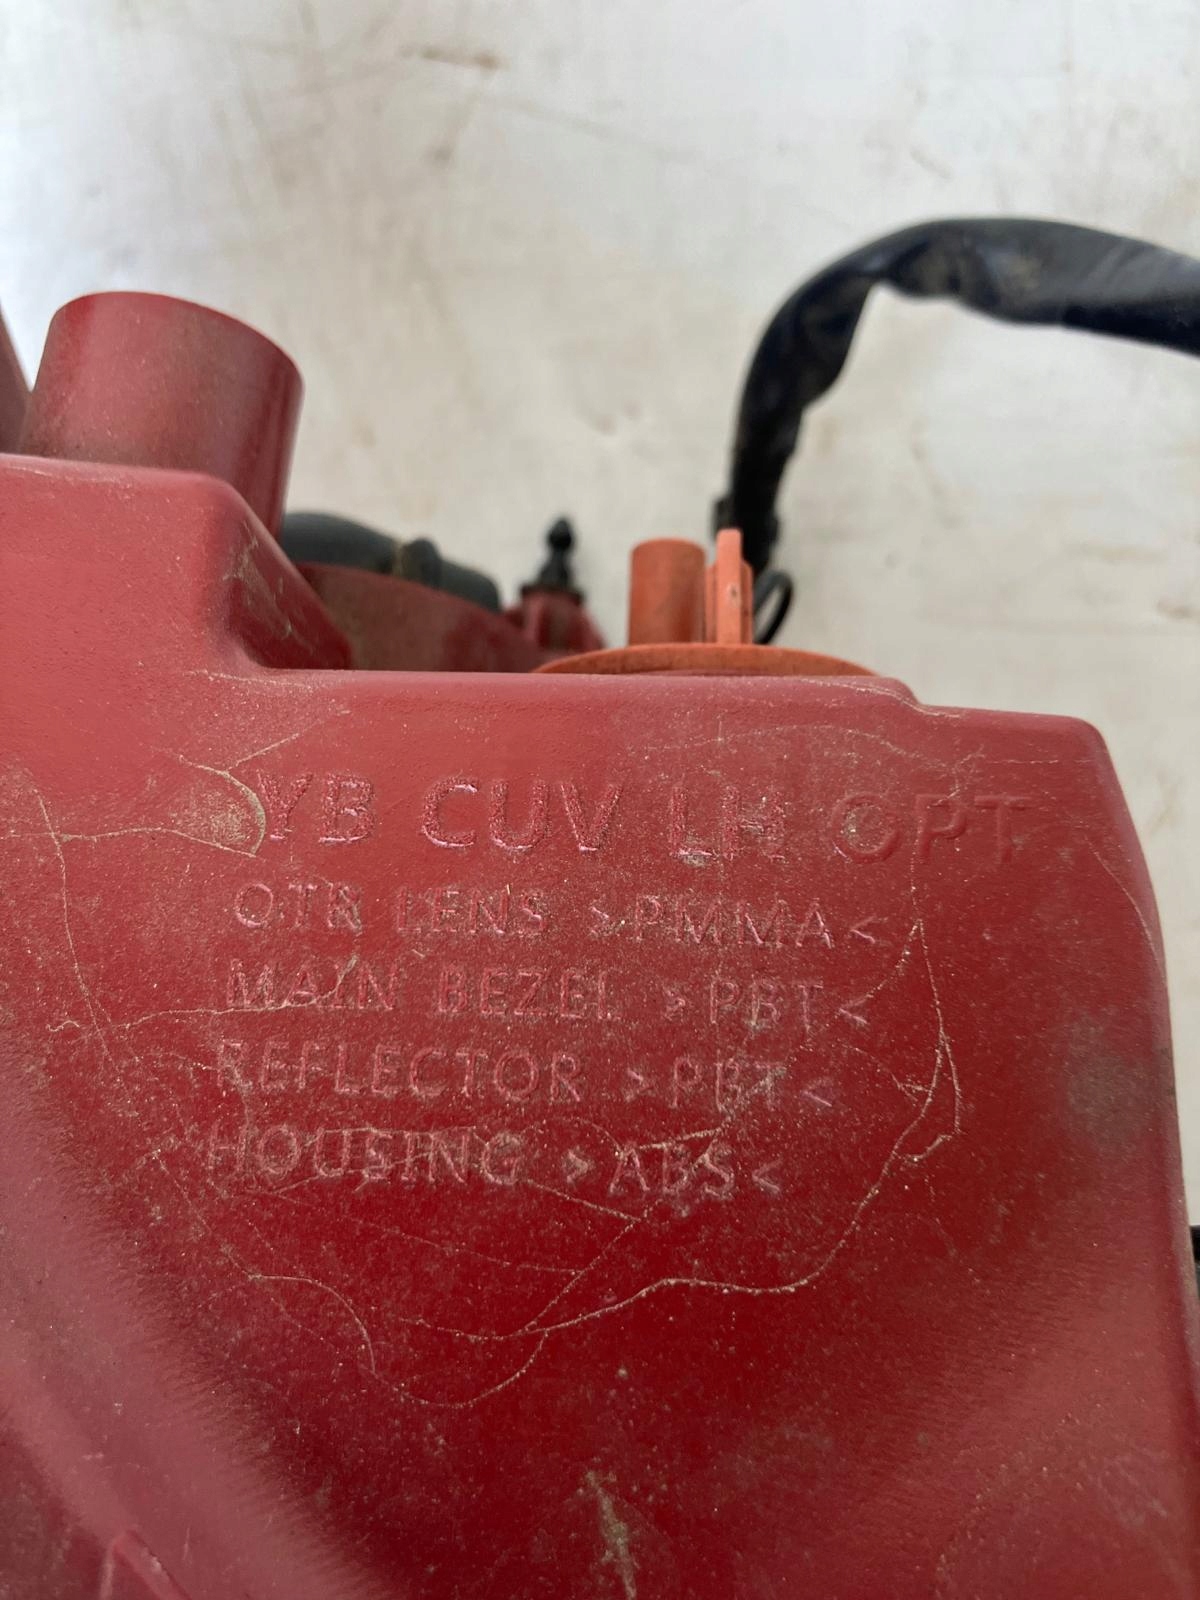 YB CUV LH OPT
OTR LENS >PMMA<
MAIN BEZEL >PBT<
REFLECTOR >PBT<
HOUSING >ABS<